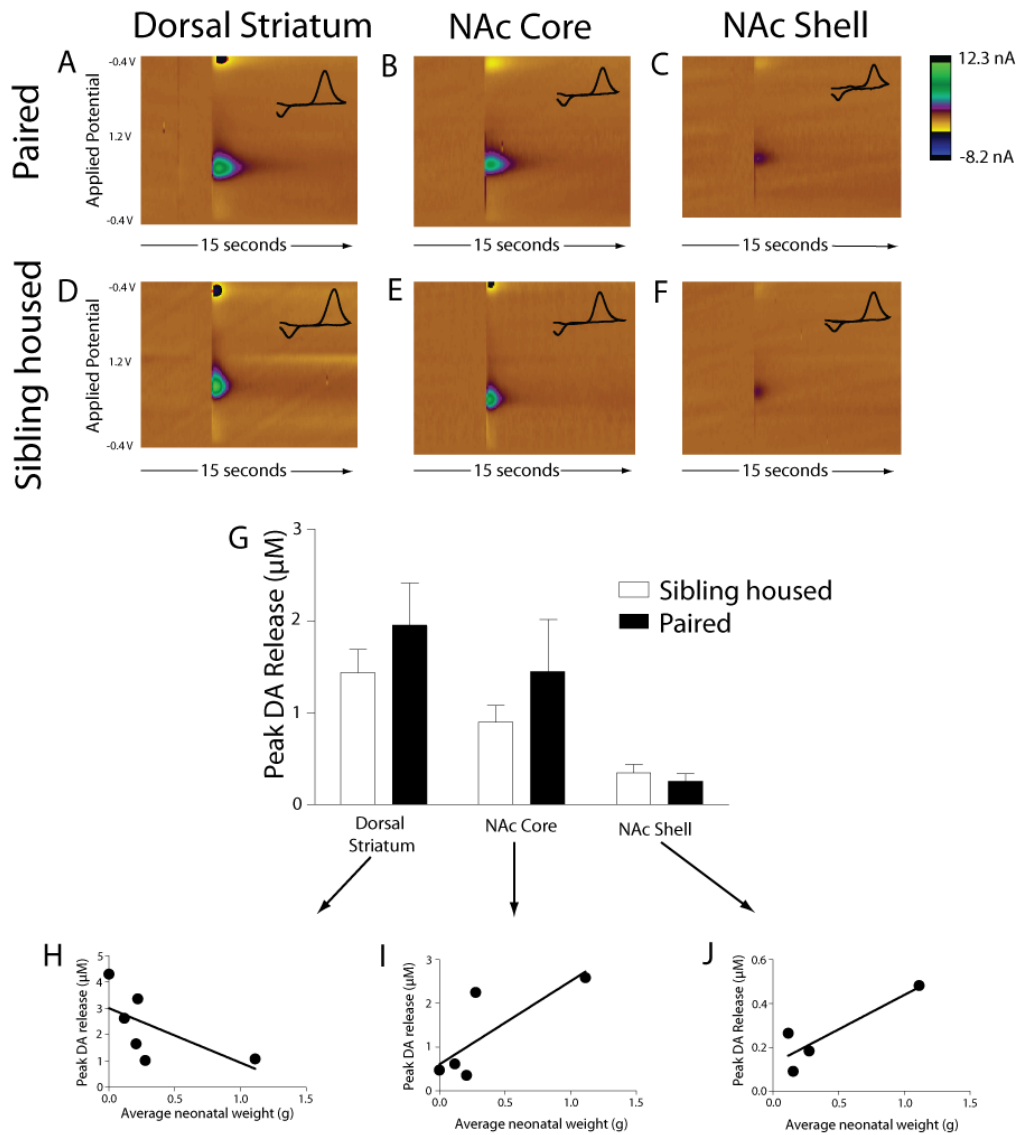 Dorsal Striatum NAc Core NAc Shell
Paired
A
B
C
-0.4 V
1.2 V
-0.4 V
Applied Potential
12.3 nA
-8.2 nA
15 seconds
15 seconds
15 seconds
Sibling housed
D
E
F
-0.4 V
1.2 V
-0.4 V
Applied Potential
15 seconds
15 seconds
15 seconds
G
Peak DA Release (μM)
3
2
1
0
Sibling housed
Paired
Dorsal
Striatum
NAc Core
NAc Shell
H
Peak DA release (μM)
5
4
3
2
1
0
0.0 0.5 1.0 1.5
Average neonatal weight (g)
I
Peak DA release (μM)
3
2
1
0
0.0 0.5 1.0 1.5
Average neonatal weight (g)
J
Peak DA Release (μM)
0.6
0.4
0.2
0.0
0.0 0.5 1.0 1.5
Average neonatal weight (g)